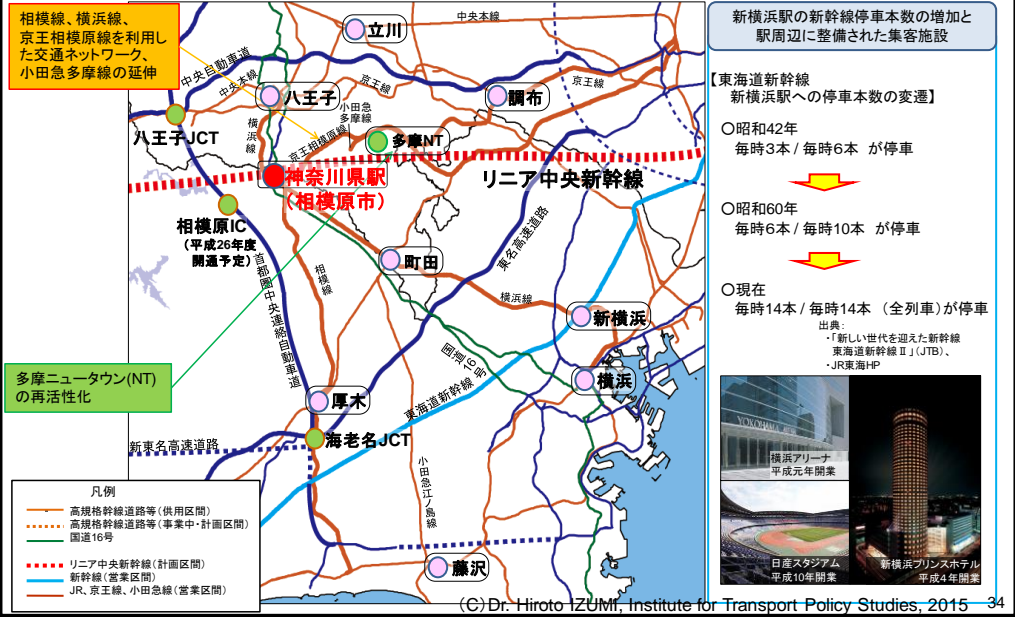 相模線、横浜線、
京王相模原線を利用し
た交通ネットワーク、
小田急多摩線の延伸
立川
中央本線
中央自動車道
中央本線
京王線
八王子
小田急
多摩線
調布
八王子JCT
横浜線
京王相模原線
多摩NT
神奈川県駅
(相模原市)
リニア中央新幹線
相模原IC
(平成26年度
開通予定)
首都圏中央連絡自動車道
相模線
町田
東名高速道路
横浜線
新横浜
国道16号
横浜
東海道新幹線
多摩ニュータウン(NT)
の再活性化
厚木
新東名高速道路
海老名JCT
小田急江ノ島線
藤沢
凡例
高規格幹線道路等(供用区間)
高規格幹線道路等(事業中・計画区間)
国道16号
リニア中央新幹線(計画区間)
新幹線(営業区間)
JR、京王線、小田急線(営業区間)
新横浜駅の新幹線停車本数の増加と
駅周辺に整備された集客施設
【東海道新幹線
新横浜駅への停車本数の変遷】
○昭和42年
毎時3本/毎時6本 が停車
○昭和60年
毎時6本/毎時10本 が停車
○現在
毎時14本/毎時14本 (全列車)が停車
出典:
・「新しい世代を迎えた新幹線
東海道新幹線Ⅱ」(JTB)、
・JR東海HP
横浜アリーナ
平成元年開業
日産スタジアム
平成10年開業
新横浜プリンスホテル
平成4年開業
(C)Dr. Hiroto IZUMI, Institute for Transport Policy Studies, 2015
34